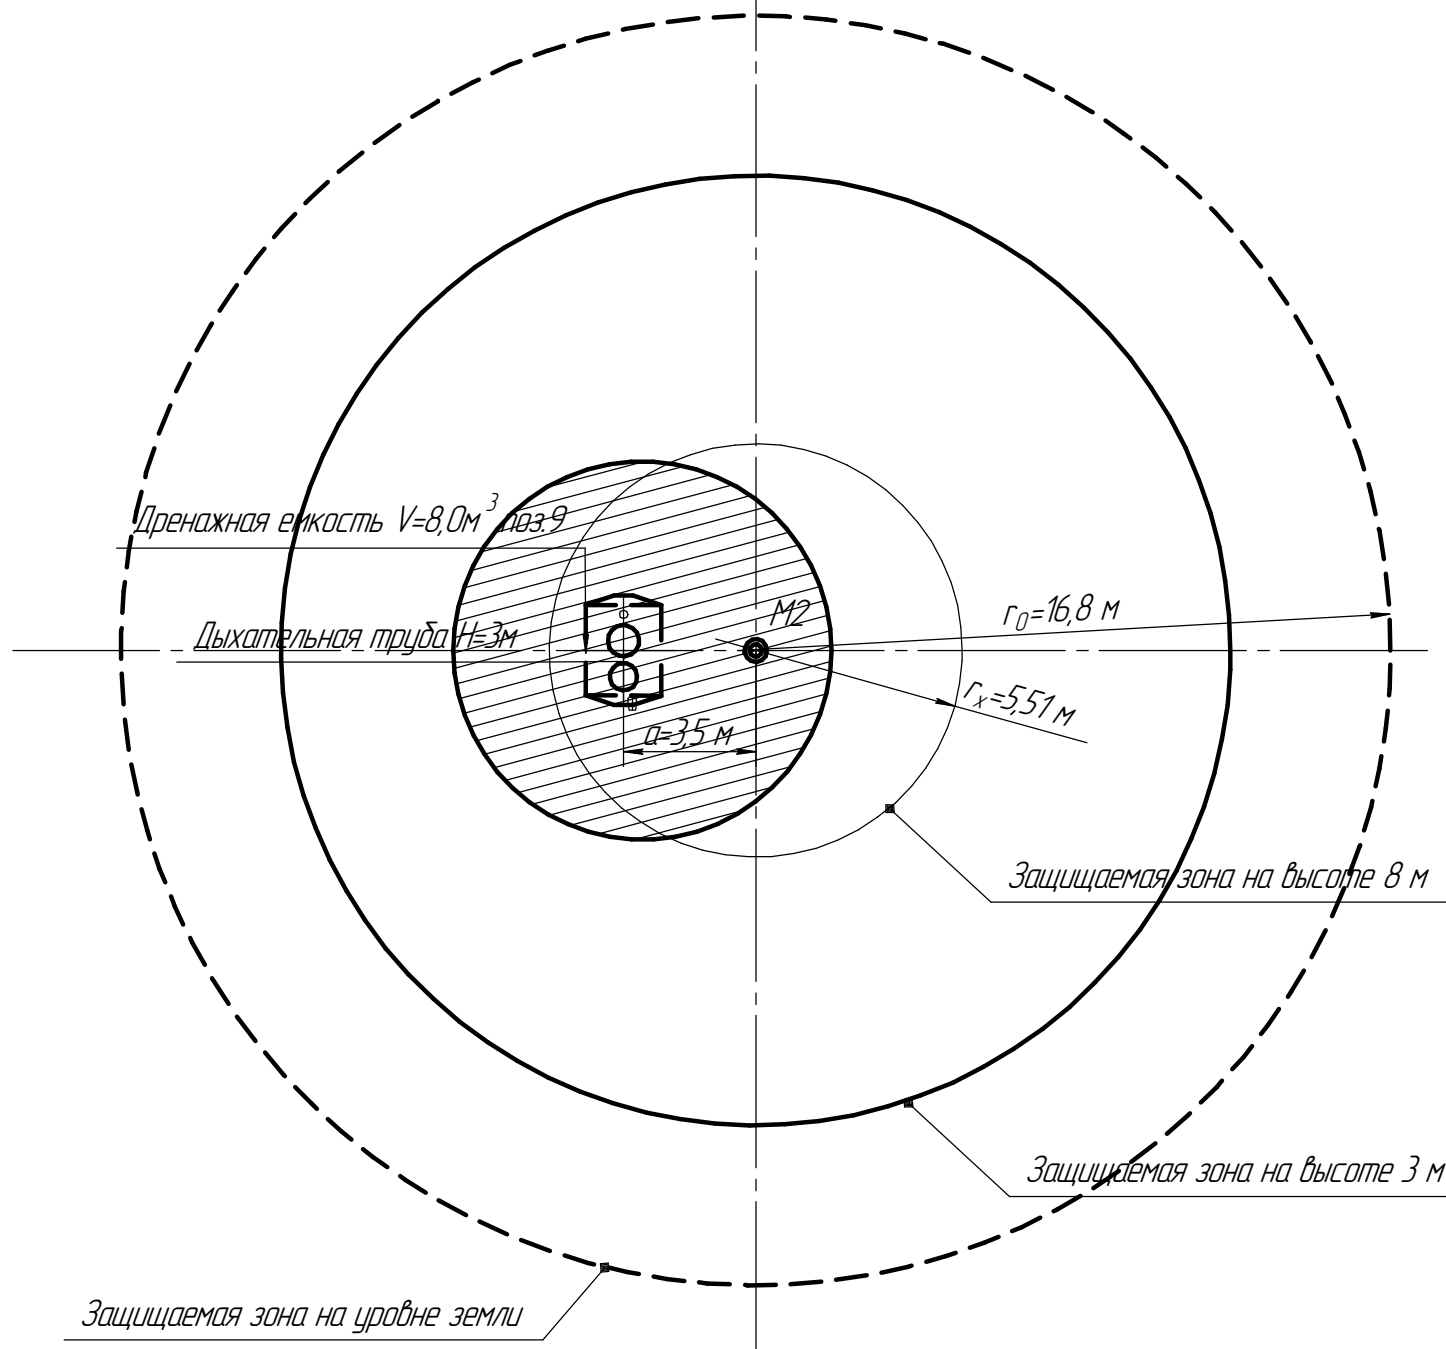 Дренажная емкость V=8,0м³ поз.9
М2
r₀=16,8 м
Дыхательная труба Н=3м
rₓ=5,51 м
а=3,5 м
Защищаемая зона на высоте 8 м
Защищаемая зона на высоте 3 м
Защищаемая зона на уровне земли